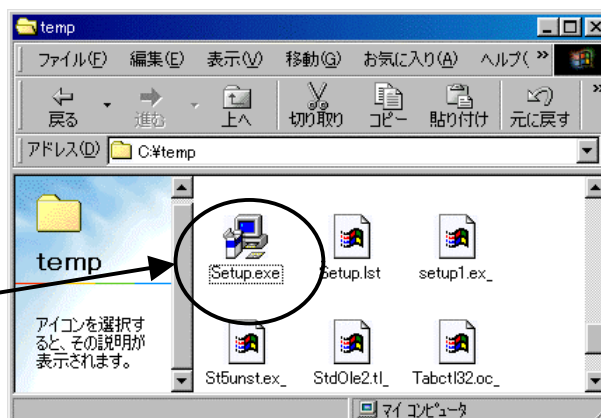 temp
ファイル(F) 編集(E) 表示(V) 移動(G) お気に入り(A) ヘルプ( »
戻る 進む 上へ 切り取り コピー 貼り付け 元に戻す »
アドレス(D) C:¥temp
temp
アイコンを選択す
ると、その説明が
表示されます。
Setup.exe Setup.lst setup1.ex_
St5unst.ex_ StdOle2.tl_ Tabctl32.oc_
マイ コンピュータ